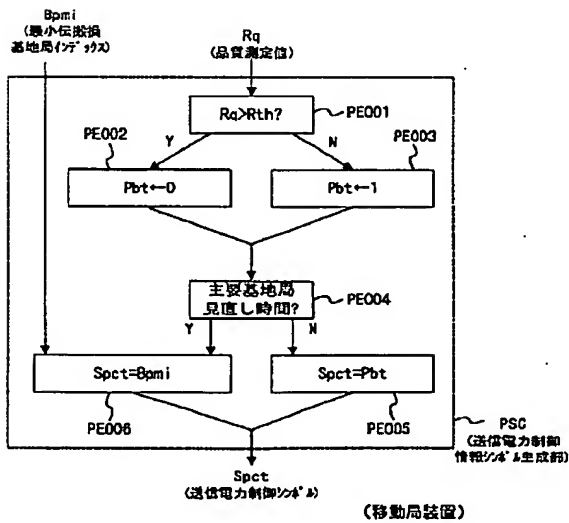 Bpmi
(最小伝搬損
基地局インデックス)
Rq
(品質測定値)
Rq>Rth?
PE001
PE002
Y
N
PE003
Pbt←0
Pbt←1
主要基地局
見直し時間?
PE004
Y
N
Spct=Bpmi
Spct=Pbt
PE006
PE005
PSC
(送信電力制御
情報シンボル生成部)
Spct
(送信電力制御シンボル)
(移動局装置)